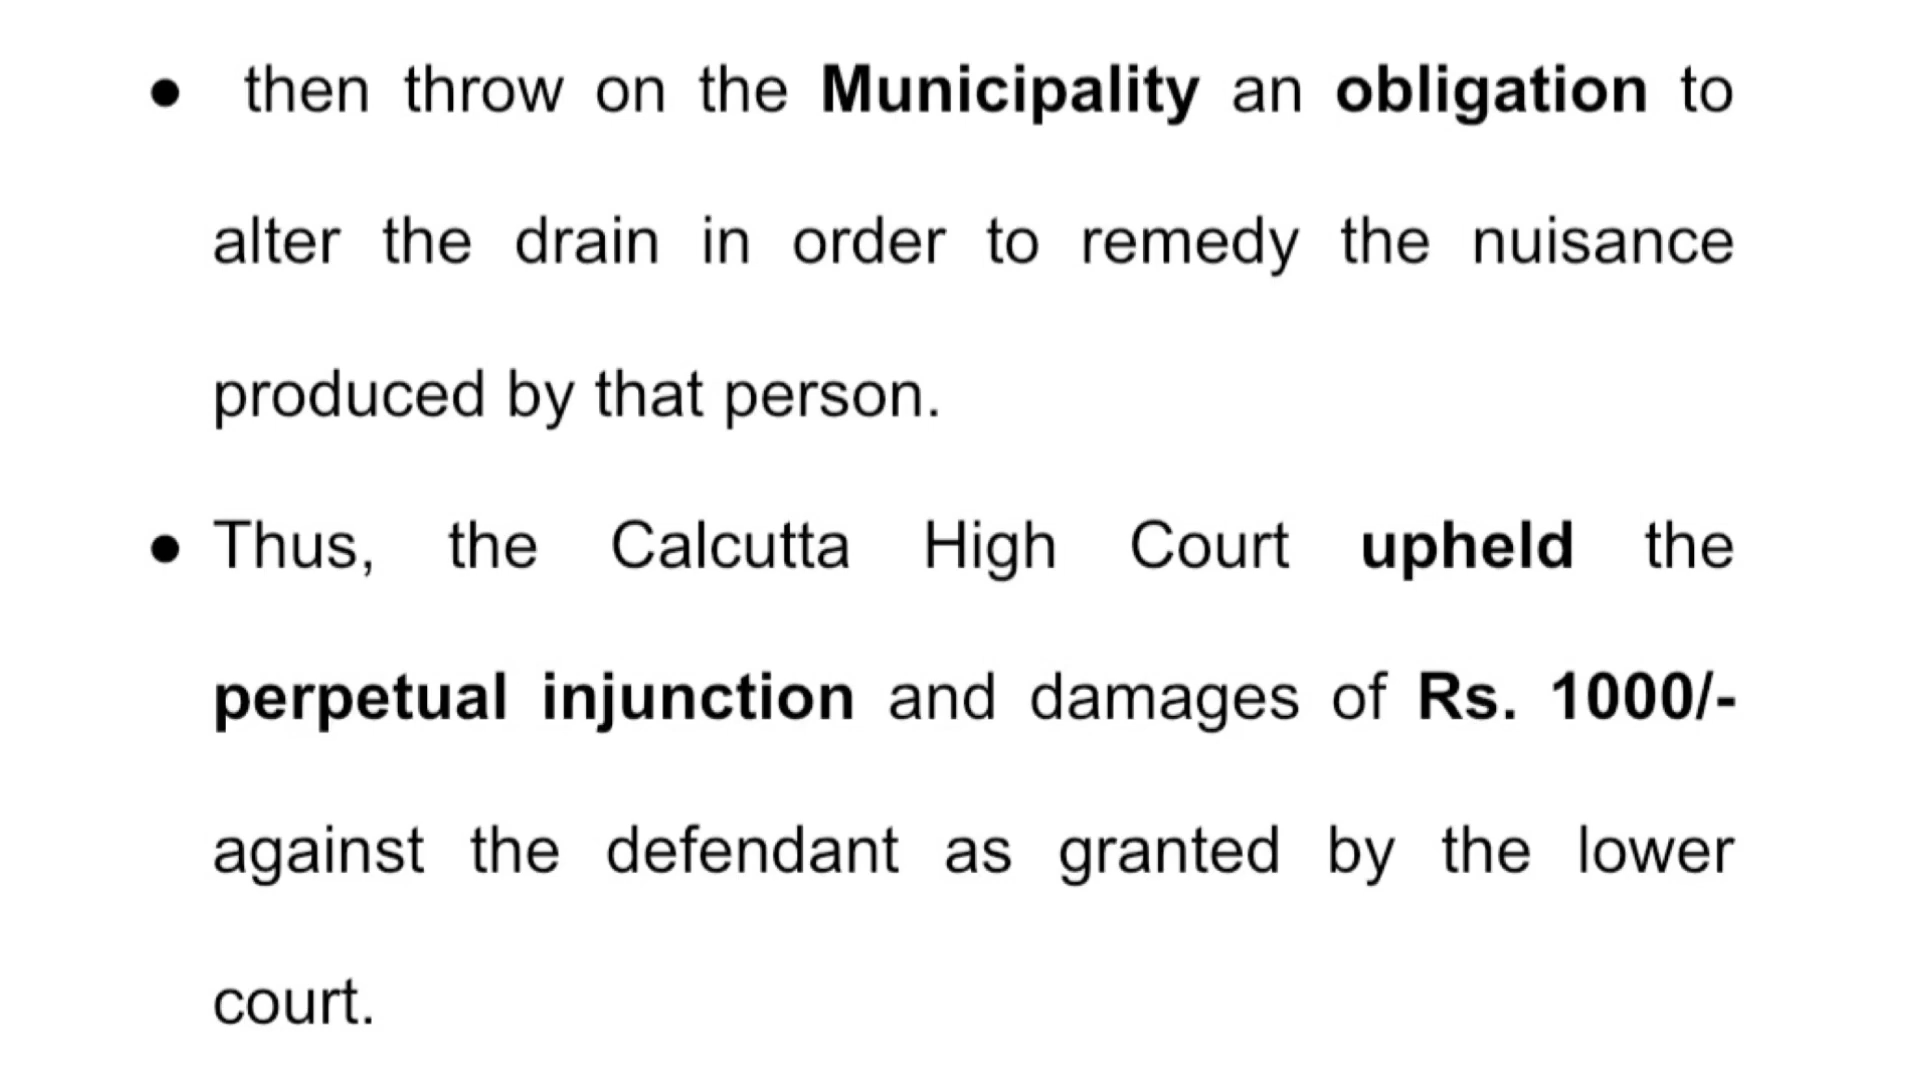 ● then throw on the Municipality an obligation to
alter the drain in order to remedy the nuisance
produced by that person.
● Thus, the Calcutta High Court upheld the
perpetual injunction and damages of Rs. 1000/-
against the defendant as granted by the lower
court.